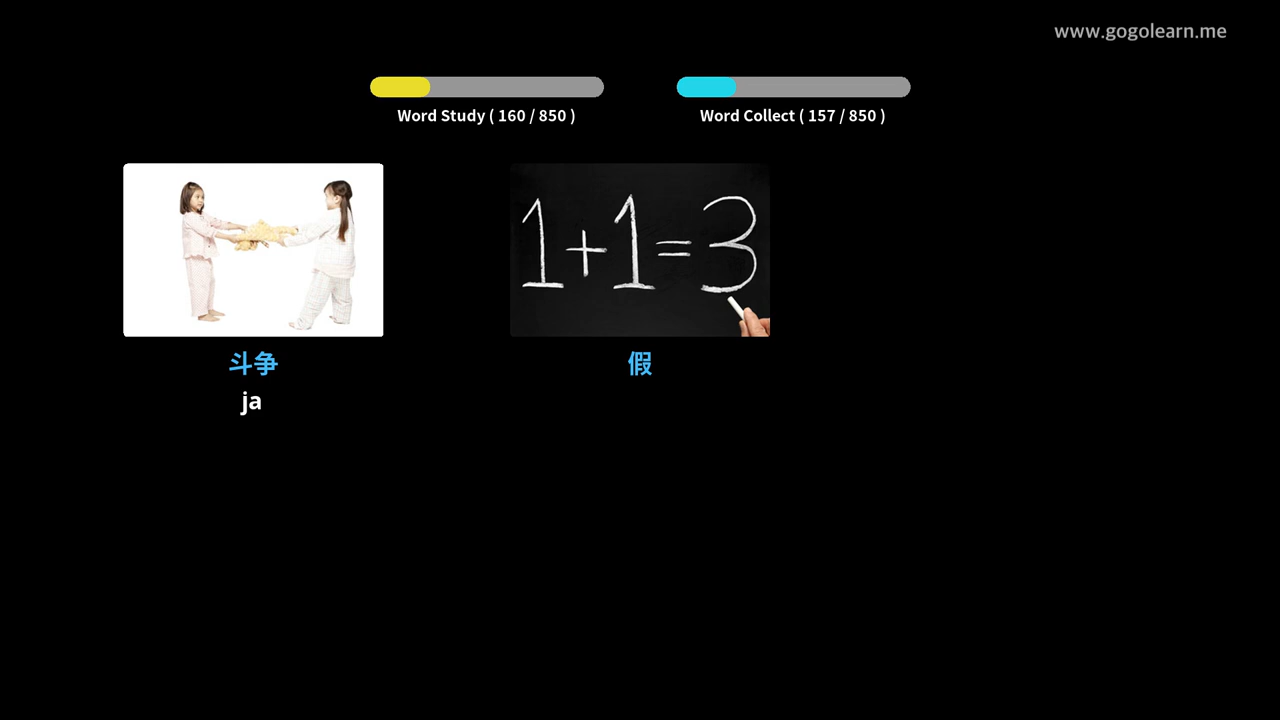 www.gogolearn.me
Word Study ( 160 / 850 )
Word Collect ( 157 / 850 )
1+1=3
斗争
假
ja